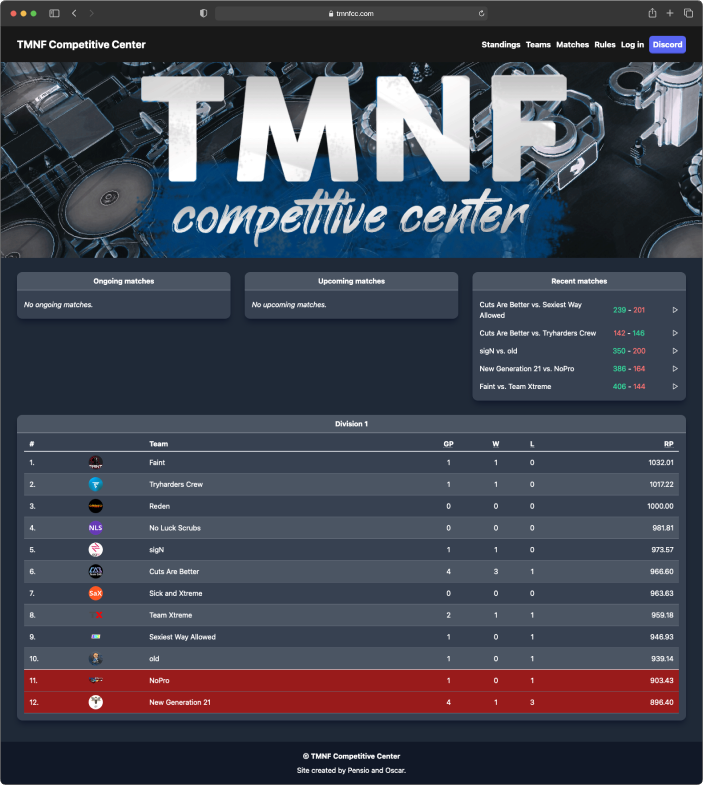 tmnfcc.com
TMNF Competitive Center
Standings Teams Matches Rules Log in Discord
TMNF
competitive center
Ongoing matches
No ongoing matches.
Upcoming matches
No upcoming matches.
Recent matches
Cuts Are Better vs. Sexiest Way
Allowed
239 - 201
Cuts Are Better vs. Tryharders Crew 142 - 146
sigN vs. old 350 - 200
New Generation 21 vs. NoPro 386 - 164
Faint vs. Team Xtreme 406 - 144
Division 1
# Team GP W L RP
1. Faint 1 1 0 1032.01
2. Tryharders Crew 1 1 0 1017.22
3. Reden 0 0 0 1000.00
4. NLS No Luck Scrubs 0 0 0 981.81
5. sigN 1 1 0 973.57
6. Cuts Are Better 4 3 1 966.60
7. SaX Sick and Xtreme 0 0 0 963.63
8. Team Xtreme 2 1 1 959.18
9. Sexiest Way Allowed 1 0 1 946.93
10. old 1 0 1 939.14
11. NoPro 1 0 1 903.43
12. New Generation 21 4 1 3 896.40
© TMNF Competitive Center
Site created by Pensio and Oscar.